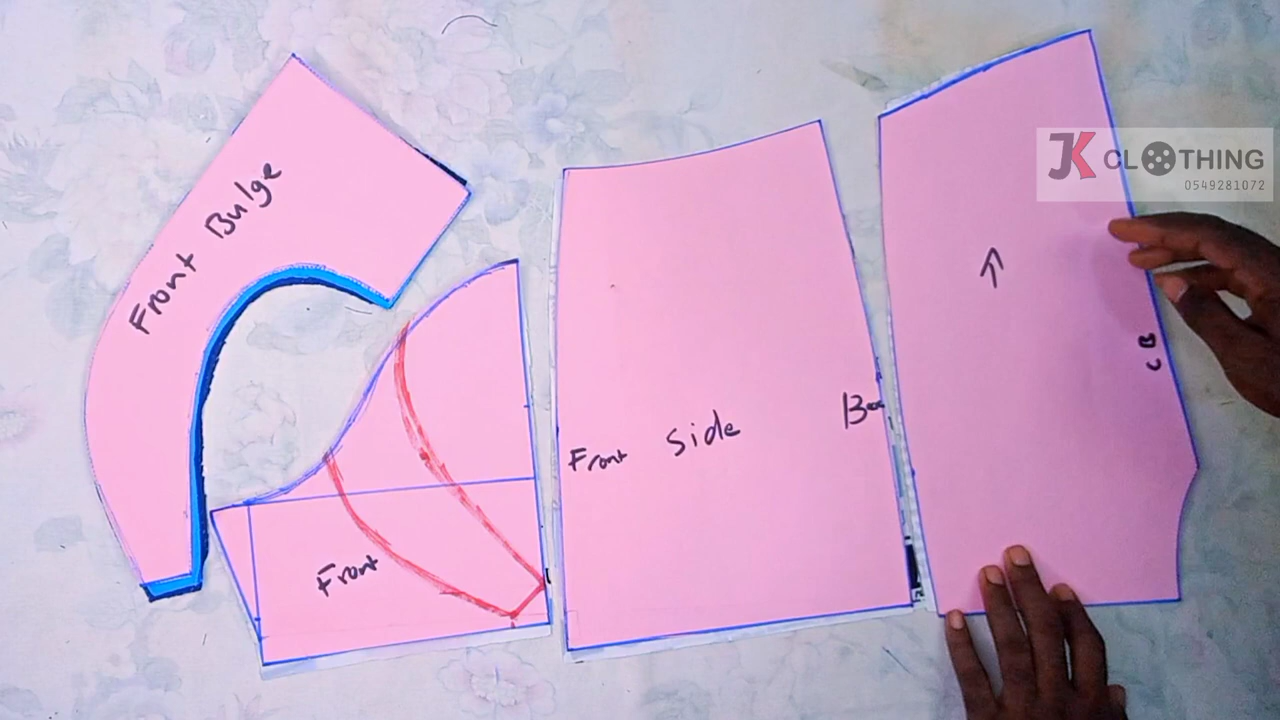 Front Bulge
Front
Front Side
CB
JK CLOTHING
0549281072